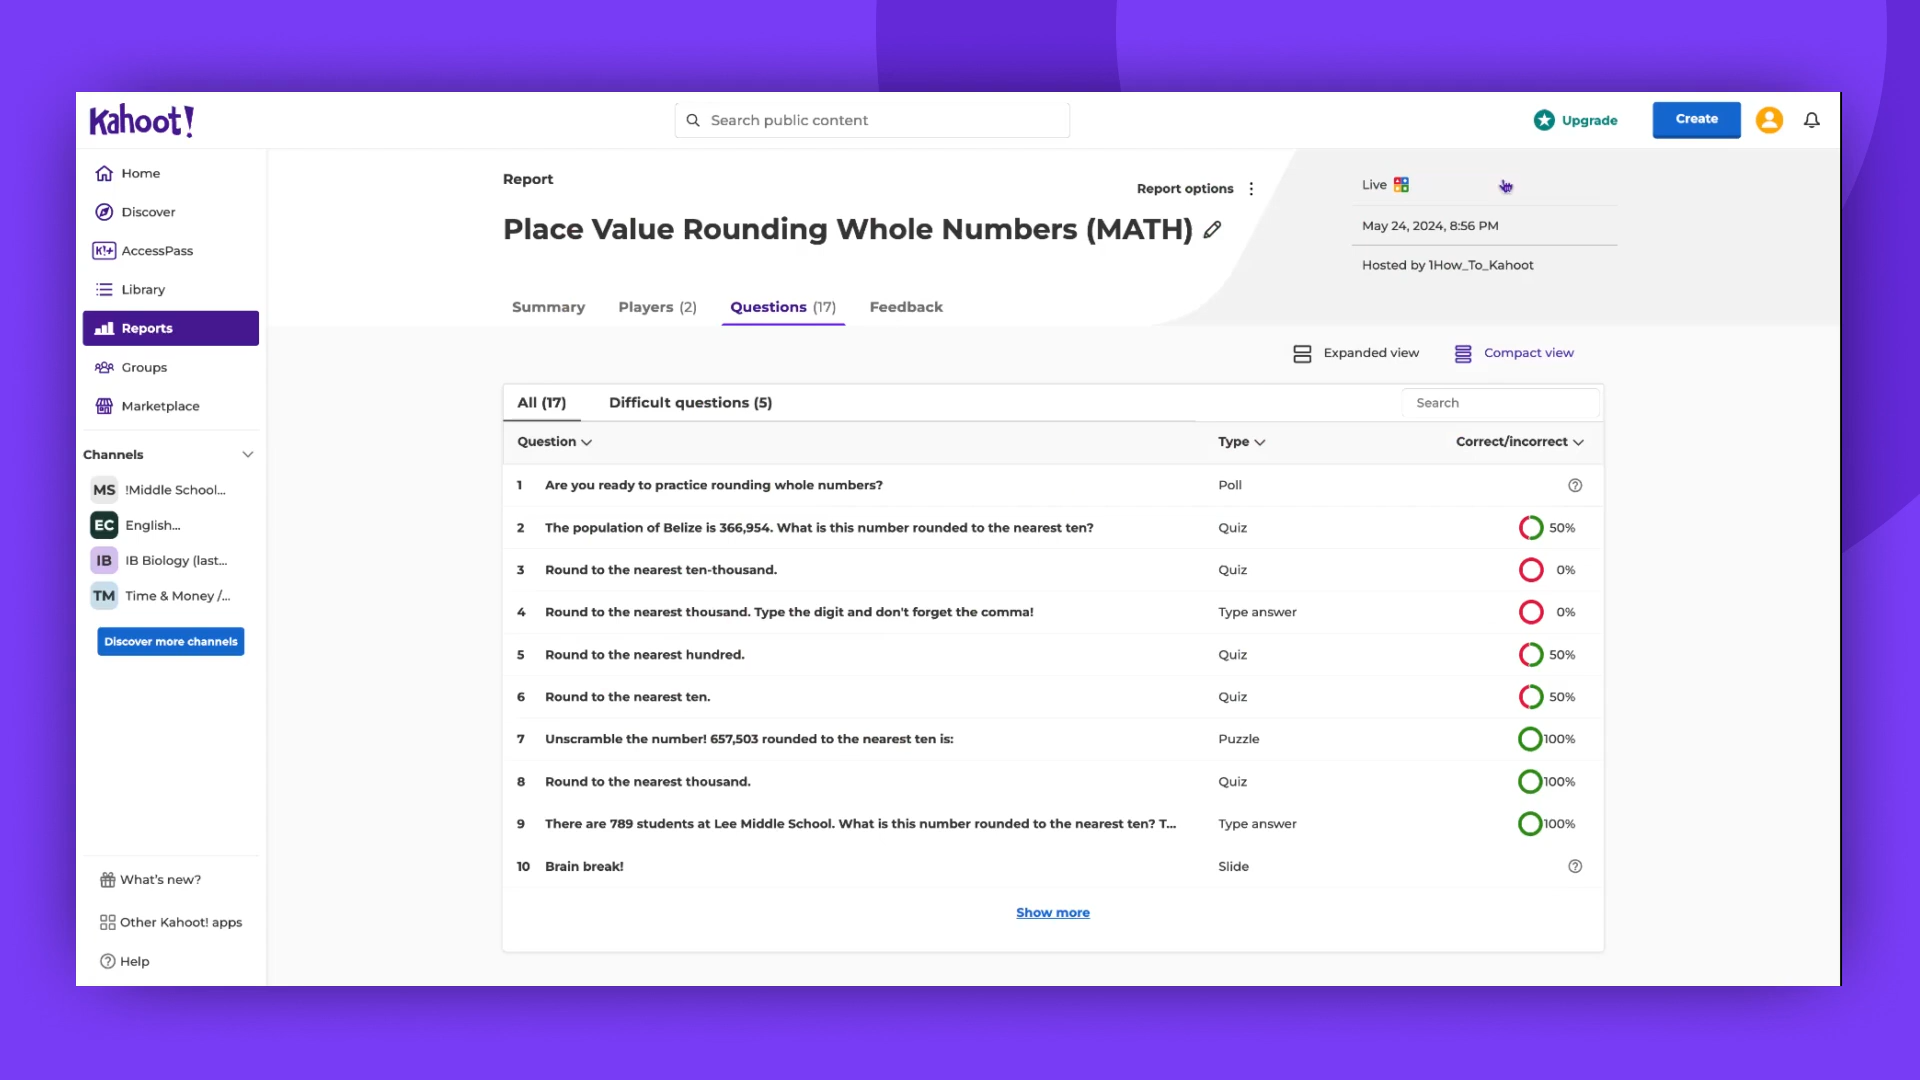 Kahoot!
Search public content
Upgrade
Create
Home
Discover
K!+ AccessPass
Library
Reports
Groups
Marketplace
Channels
MS !Middle School...
EC English...
IB IB Biology (last...
TM Time & Money /...
Discover more channels
What's new?
Other Kahoot! apps
Help
Report
Report options
Place Value Rounding Whole Numbers (MATH)
Live
May 24, 2024, 8:56 PM
Hosted by 1How_To_Kahoot
Summary Players (2) Questions (17) Feedback
Expanded view Compact view
All (17) Difficult questions (5) Search
Question Type Correct/incorrect
1 Are you ready to practice rounding whole numbers? Poll
2 The population of Belize is 366,954. What is this number rounded to the nearest ten? Quiz 50%
3 Round to the nearest ten-thousand. Quiz 0%
4 Round to the nearest thousand. Type the digit and don't forget the comma! Type answer 0%
5 Round to the nearest hundred. Quiz 50%
6 Round to the nearest ten. Quiz 50%
7 Unscramble the number! 657,503 rounded to the nearest ten is: Puzzle 100%
8 Round to the nearest thousand. Quiz 100%
9 There are 789 students at Lee Middle School. What is this number rounded to the nearest ten? T... Type answer 100%
10 Brain break! Slide
Show more